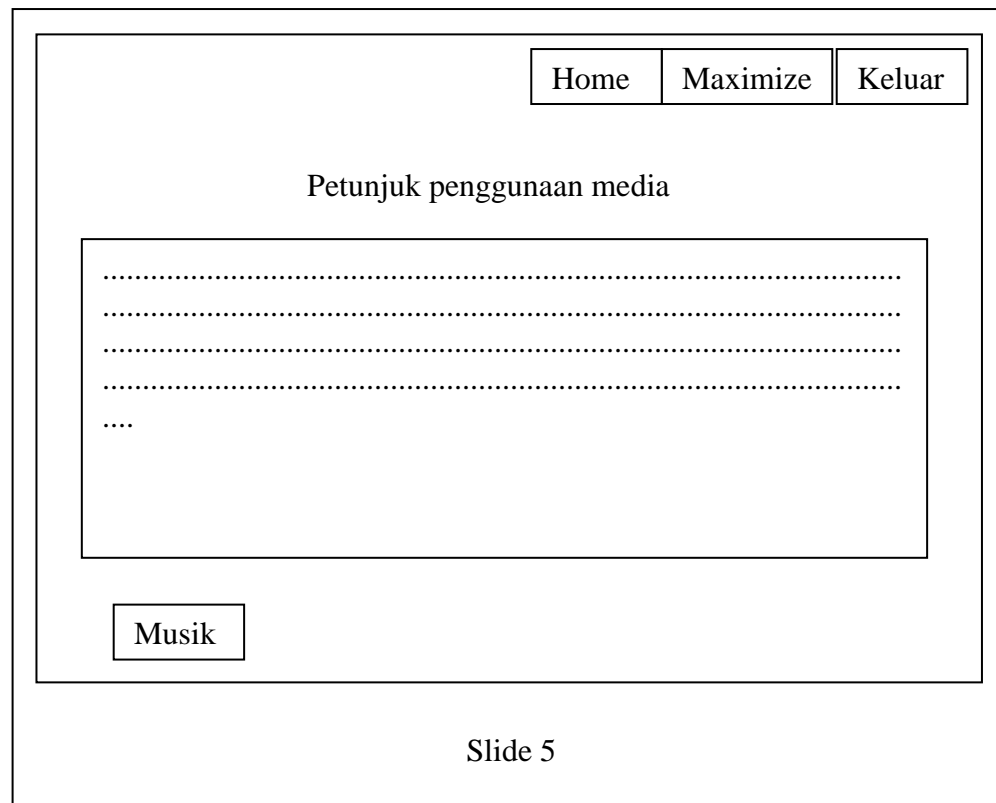 Home Maximize Keluar
Petunjuk penggunaan media
....................................................................................................
....................................................................................................
....................................................................................................
....................................................................................................
....
Musik
Slide 5